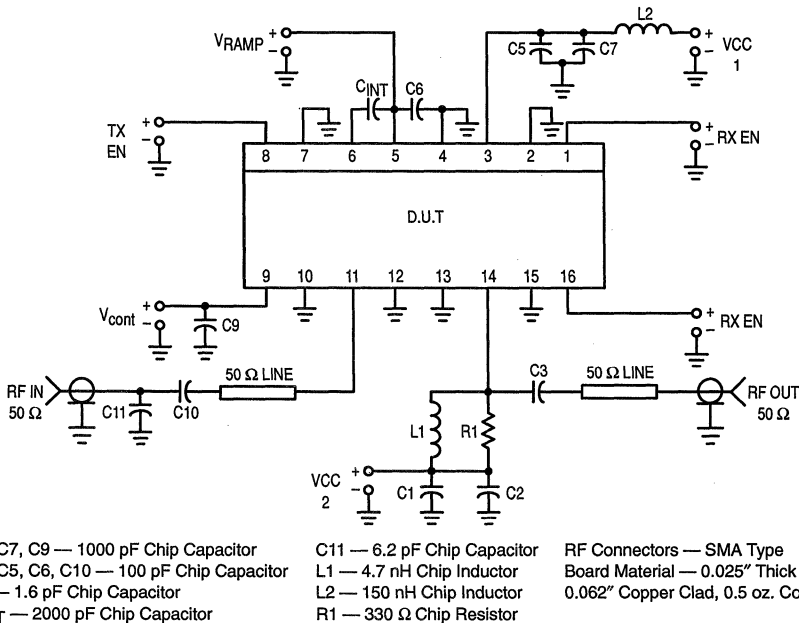 L2
VRAMP + −
C5 C7
+ − VCC 1
CINT C6
TX EN + −
+ − RX EN
8 7 6 5 4 3 2 1
D.U.T
9 10 11 12 13 14 15 16
Vcont + −
C9
+ − RX EN
RF IN 50 Ω
C11 C10
50 Ω LINE
C3
50 Ω LINE
RF OUT 50 Ω
L1 R1
VCC 2 + −
C1 C2
C7, C9 — 1000 pF Chip Capacitor
C5, C6, C10 — 100 pF Chip Capacitor
— 1.6 pF Chip Capacitor
T — 2000 pF Chip Capacitor
C11 — 6.2 pF Chip Capacitor
L1 — 4.7 nH Chip Inductor
L2 — 150 nH Chip Inductor
R1 — 330 Ω Chip Resistor
RF Connectors — SMA Type
Board Material — 0.025″ Thick
0.062″ Copper Clad, 0.5 oz. Co